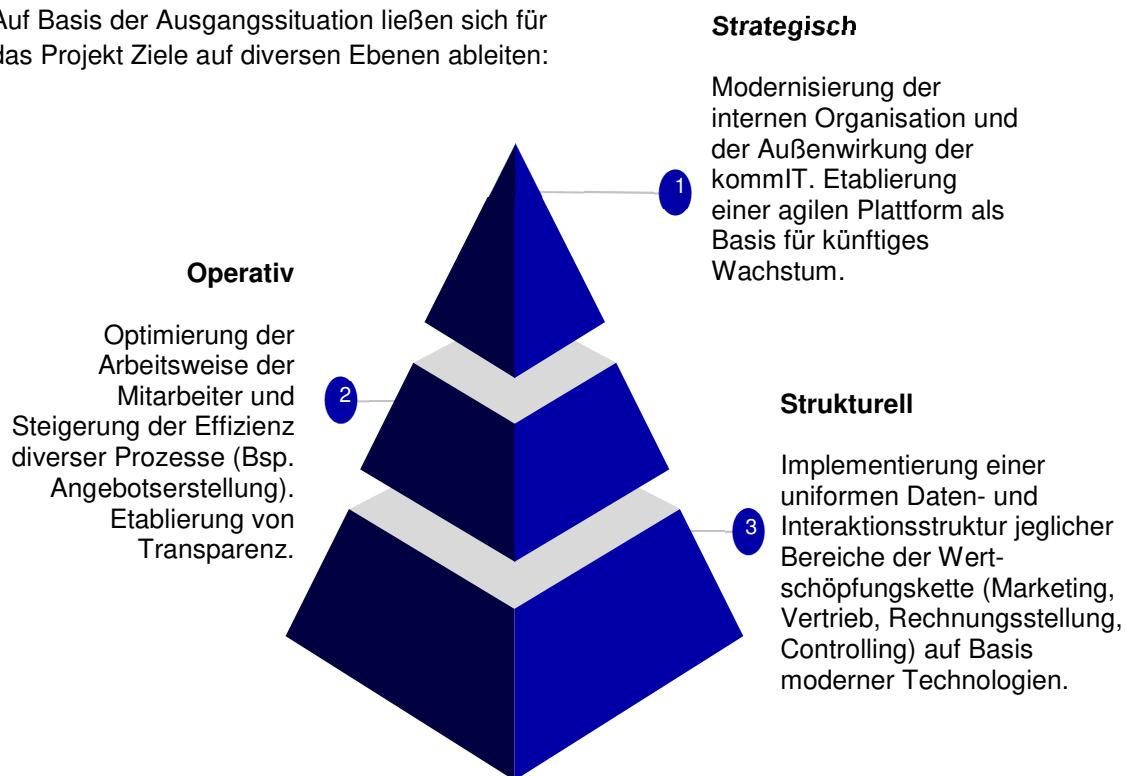 Auf Basis der Ausgangssituation ließen sich für
das Projekt Ziele auf diversen Ebenen ableiten:
Strategisch
Modernisierung der
internen Organisation und
der Außenwirkung der
kommIT. Etablierung
einer agilen Plattform als
Basis für künftiges
Wachstum.
1
Operativ
Optimierung der
Arbeitsweise der
Mitarbeiter und
Steigerung der Effizienz
diverser Prozesse (Bsp.
Angebotserstellung).
Etablierung von
Transparenz.
2
Strukturell
Implementierung einer
uniformen Daten- und
Interaktionsstruktur jeglicher
Bereiche der Wert-
schöpfungskette (Marketing,
Vertrieb, Rechnungsstellung,
Controlling) auf Basis
moderner Technologien.
3